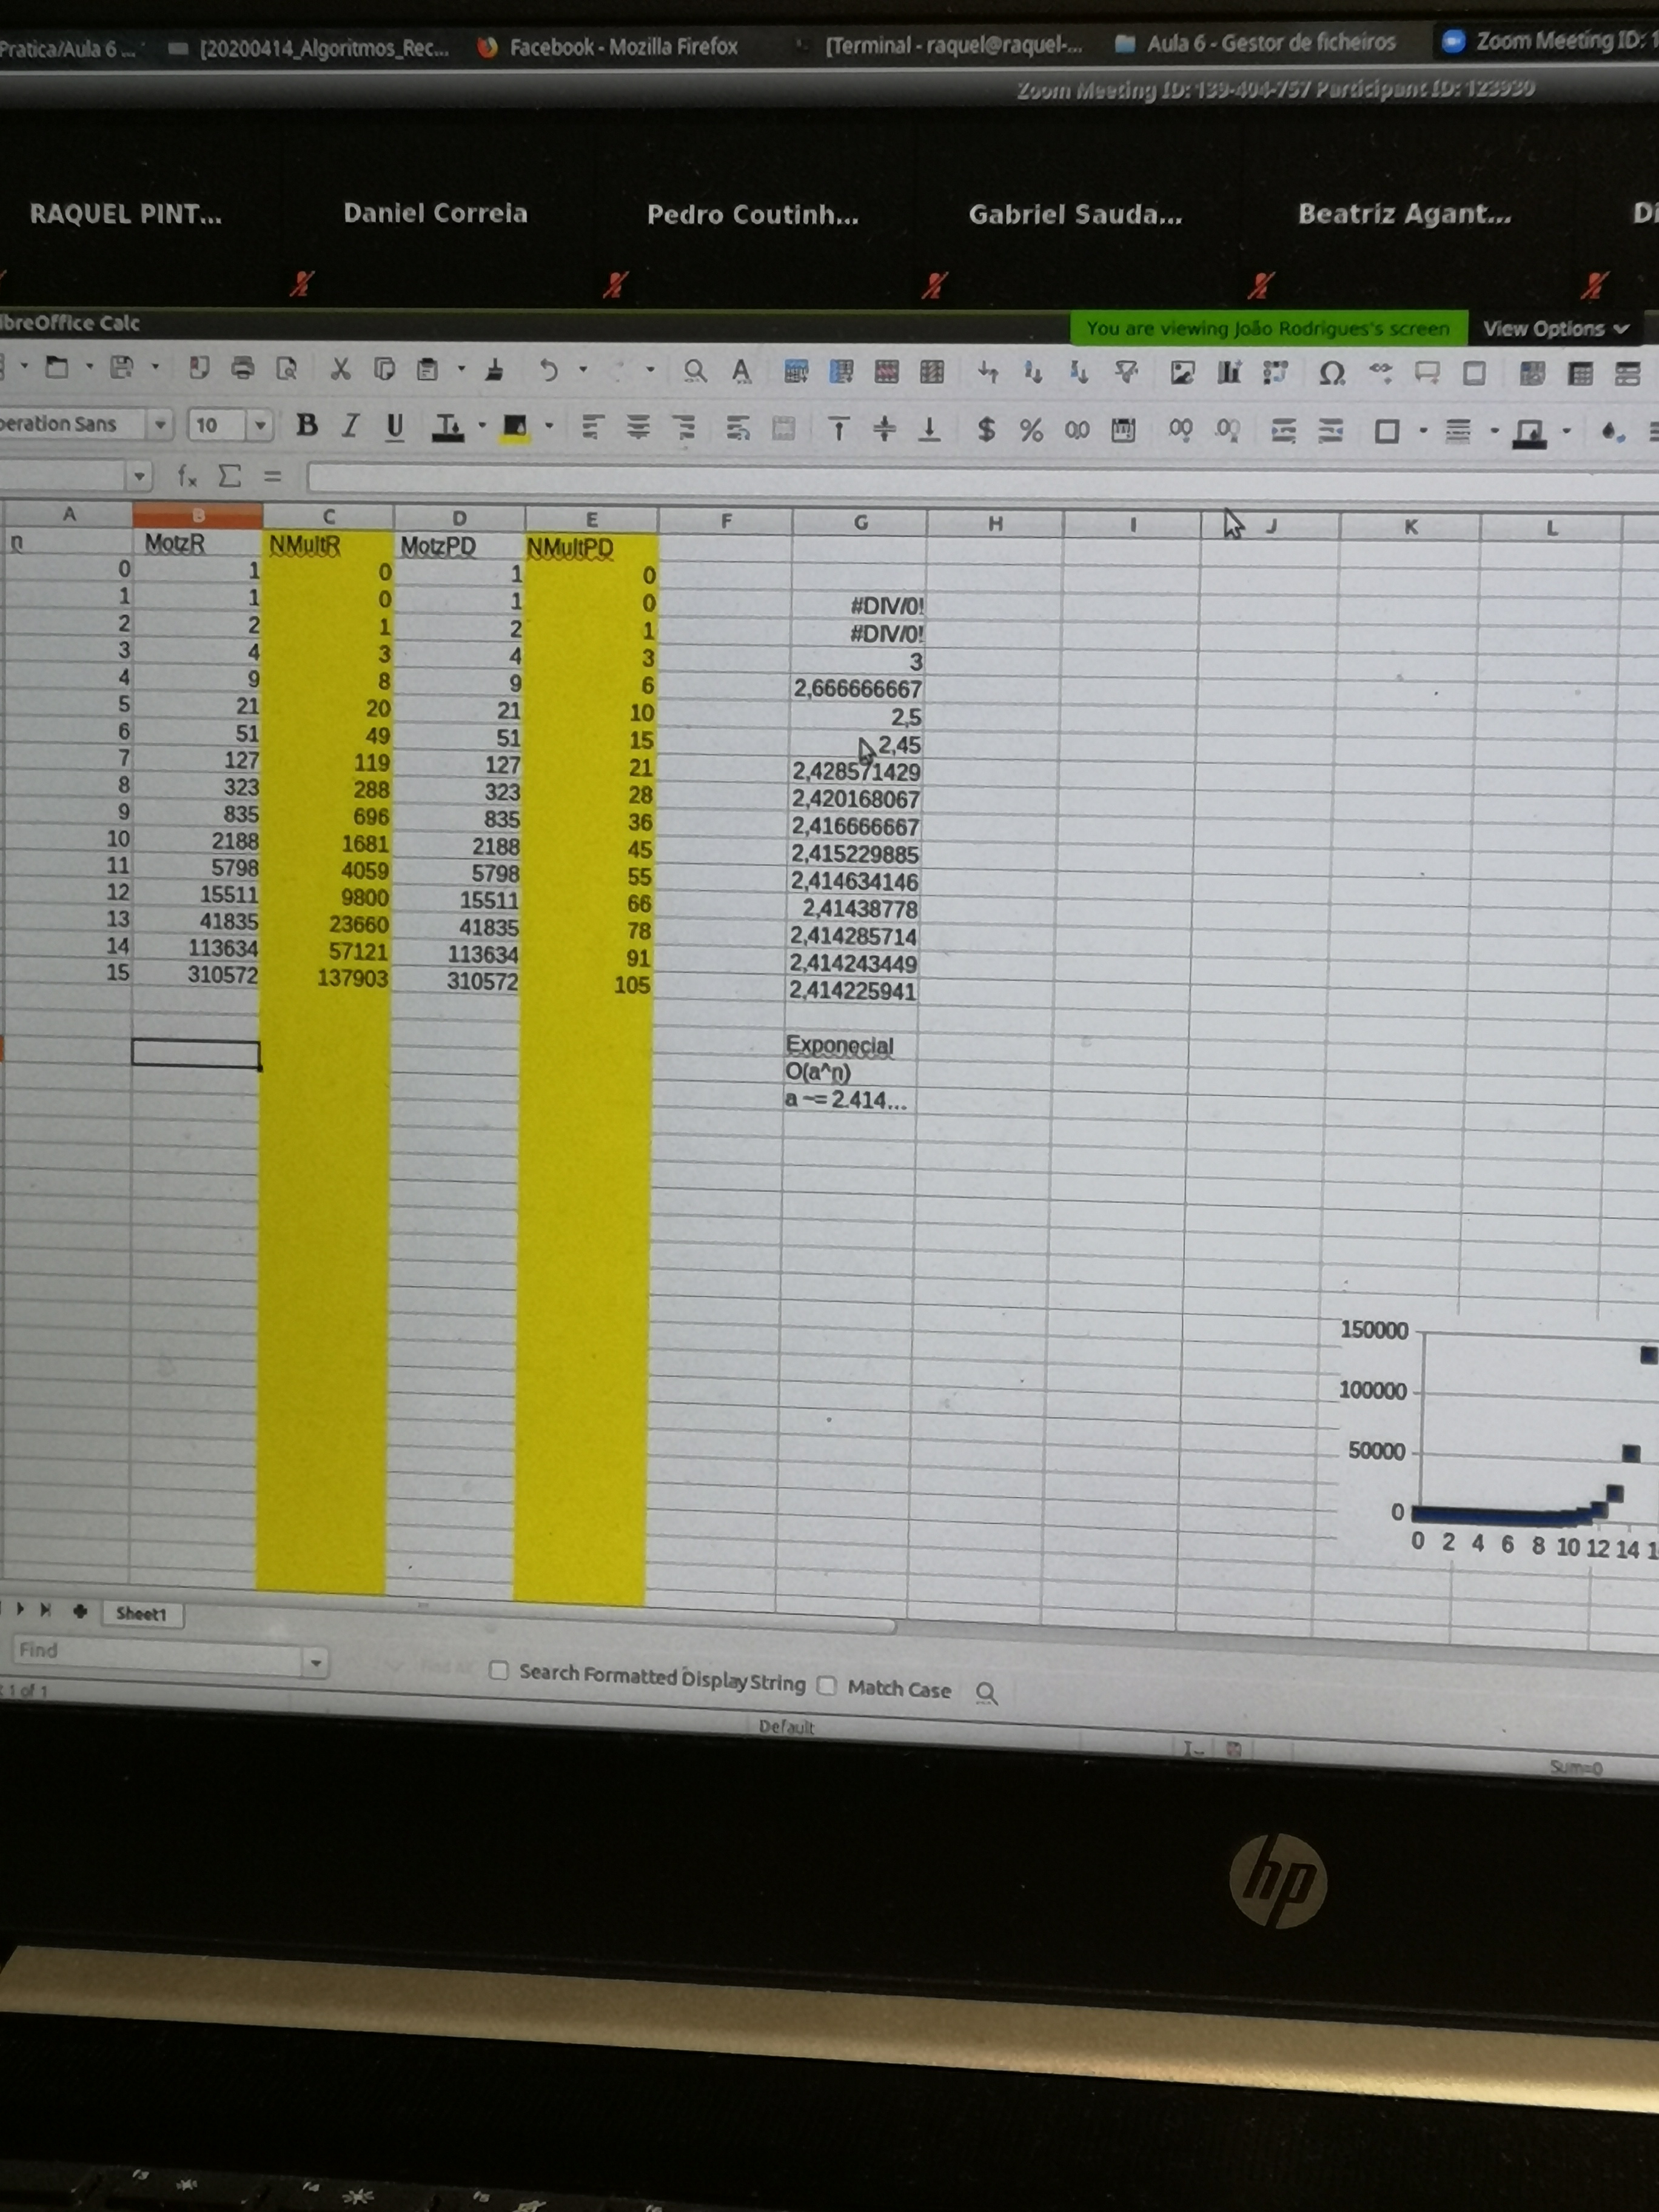 Pratica/Aula 6 ... [20200414_Algoritmos_Rec... Facebook - Mozilla Firefox [Terminal - raquel@raquel-... Aula 6 - Gestor de ficheiros Zoom Meeting ID: 1
Zoom Meeting ID: 139-404-757 Participant ID: 123930
RAQUEL PINT... Daniel Correia Pedro Coutinh... Gabriel Sauda... Beatriz Agant... Di
ibreOffice Calc You are viewing João Rodrigues's screen View Options
peration Sans 10 B I U $ % 00
fx Σ =
A B C D E F G H I J K L
n MotzR NMultR MotzPD NMultPD
0 1 0 1 0
1 1 0 1 0 #DIV/0!
2 2 1 2 1 #DIV/0!
3 4 3 4 3 3
4 9 8 9 6 2,666666667
5 21 20 21 10 2,5
6 51 49 51 15 2,45
7 127 119 127 21 2,428571429
8 323 288 323 28 2,420168067
9 835 696 835 36 2,416666667
10 2188 1681 2188 45 2,415229885
11 5798 4059 5798 55 2,414634146
12 15511 9800 15511 66 2,41438778
13 41835 23660 41835 78 2,414285714
14 113634 57121 113634 91 2,414243449
15 310572 137903 310572 105 2,414225941
Exponecial
O(a^n)
a ~= 2.414...
150000
100000
50000
0
0 2 4 6 8 10 12 14 1
Sheet1
Find Search Formatted Display String Match Case
1 of 1 Default Sum=0
hp